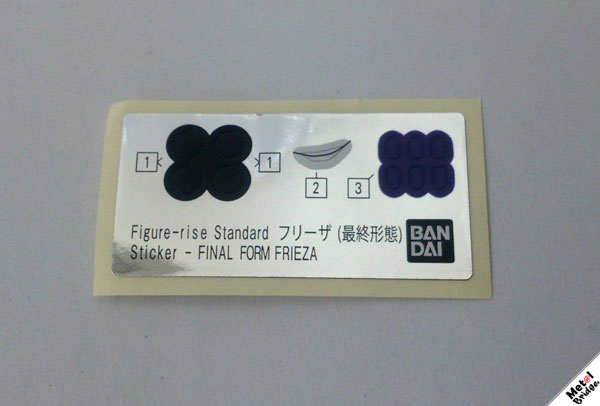 1
1
2
3
Figure-rise Standard フリーザ (最終形態)
Sticker - FINAL FORM FRIEZA
BAN
DAI
Metal
Bridge.